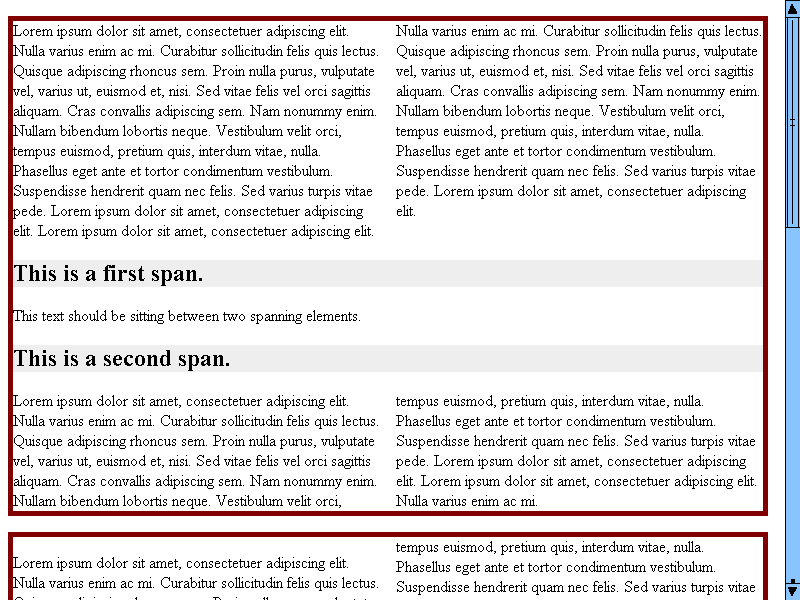 Lorem ipsum dolor sit amet, consectetuer adipiscing elit.
Nulla varius enim ac mi. Curabitur sollicitudin felis quis lectus.
Quisque adipiscing rhoncus sem. Proin nulla purus, vulputate
vel, varius ut, euismod et, nisi. Sed vitae felis vel orci sagittis
aliquam. Cras convallis adipiscing sem. Nam nonummy enim.
Nullam bibendum lobortis neque. Vestibulum velit orci,
tempus euismod, pretium quis, interdum vitae, nulla.
Phasellus eget ante et tortor condimentum vestibulum.
Suspendisse hendrerit quam nec felis. Sed varius turpis vitae
pede. Lorem ipsum dolor sit amet, consectetuer adipiscing
elit. Lorem ipsum dolor sit amet, consectetuer adipiscing elit.
Nulla varius enim ac mi. Curabitur sollicitudin felis quis lectus.
Quisque adipiscing rhoncus sem. Proin nulla purus, vulputate
vel, varius ut, euismod et, nisi. Sed vitae felis vel orci sagittis
aliquam. Cras convallis adipiscing sem. Nam nonummy enim.
Nullam bibendum lobortis neque. Vestibulum velit orci,
tempus euismod, pretium quis, interdum vitae, nulla.
Phasellus eget ante et tortor condimentum vestibulum.
Suspendisse hendrerit quam nec felis. Sed varius turpis vitae
pede. Lorem ipsum dolor sit amet, consectetuer adipiscing
elit.
This is a first span.
This text should be sitting between two spanning elements.
This is a second span.
Lorem ipsum dolor sit amet, consectetuer adipiscing elit.
Nulla varius enim ac mi. Curabitur sollicitudin felis quis lectus.
Quisque adipiscing rhoncus sem. Proin nulla purus, vulputate
vel, varius ut, euismod et, nisi. Sed vitae felis vel orci sagittis
aliquam. Cras convallis adipiscing sem. Nam nonummy enim.
Nullam bibendum lobortis neque. Vestibulum velit orci,
tempus euismod, pretium quis, interdum vitae, nulla.
Phasellus eget ante et tortor condimentum vestibulum.
Suspendisse hendrerit quam nec felis. Sed varius turpis vitae
pede. Lorem ipsum dolor sit amet, consectetuer adipiscing
elit. Lorem ipsum dolor sit amet, consectetuer adipiscing elit.
Nulla varius enim ac mi.
Lorem ipsum dolor sit amet, consectetuer adipiscing elit.
Nulla varius enim ac mi. Curabitur sollicitudin felis quis lectus.
tempus euismod, pretium quis, interdum vitae, nulla.
Phasellus eget ante et tortor condimentum vestibulum.
Suspendisse hendrerit quam nec felis. Sed varius turpis vitae